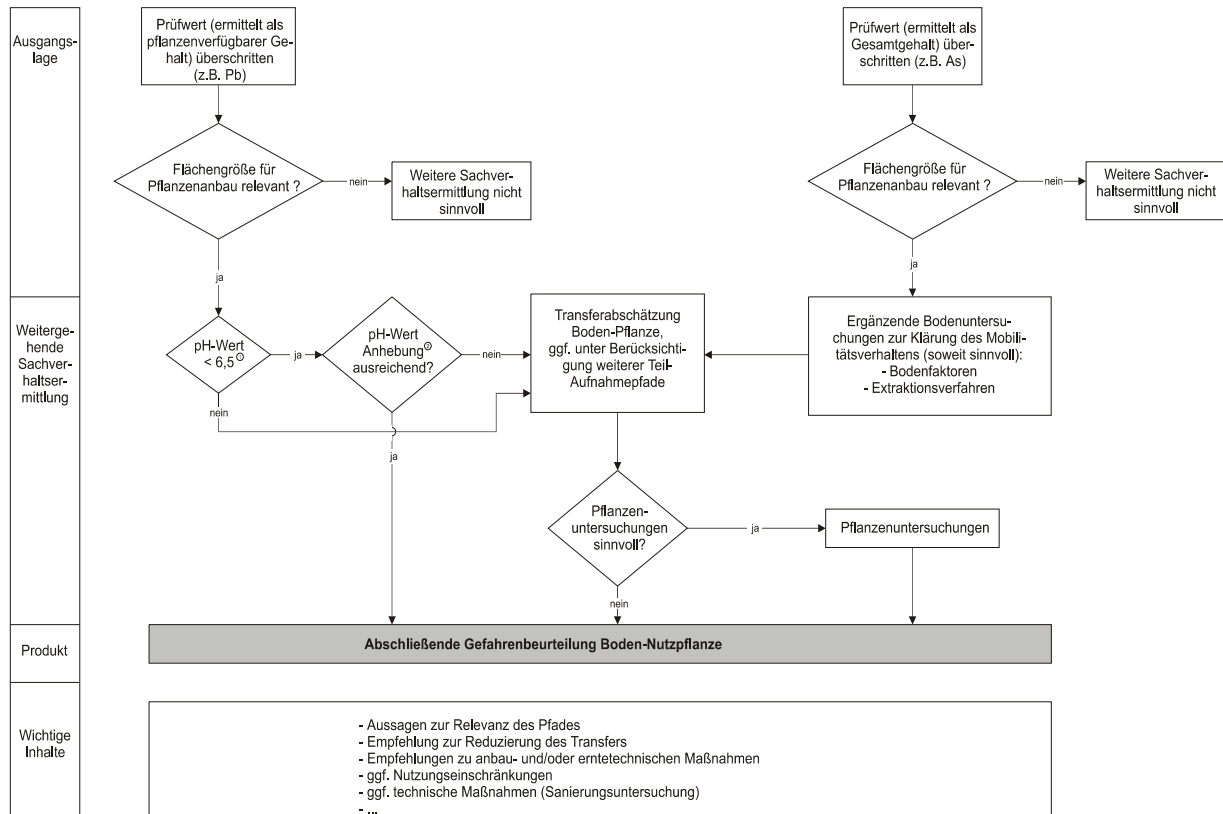 Ausgangs-
lage
Prüfwert (ermittelt als
pflanzenverfügbarer Ge-
halt) überschritten
(z.B. Pb)
Prüfwert (ermittelt als
Gesamtgehalt) über-
schritten (z.B. As)
Flächengröße für
Pflanzenanbau relevant ?
nein
Weitere Sachver-
haltsermittlung nicht
sinnvoll
Flächengröße für
Pflanzenanbau relevant ?
nein
Weitere Sachver-
haltsermittlung nicht
sinnvoll
ja
ja
Weiterge-
hende
Sachver-
haltser-
mittlung
pH-Wert
< 6,5①
ja
pH-Wert
Anhebung②
ausreichend?
nein
Transferabschätzung
Boden-Pflanze,
ggf. unter Berücksichti-
gung weiterer Teil-
Aufnahmepfade
Ergänzende Bodenuntersu-
chungen zur Klärung des Mobili-
tätsverhaltens (soweit sinnvoll):
- Bodenfaktoren
- Extraktionsverfahren
nein
ja
Pflanzen-
untersuchungen
sinnvoll?
ja
Pflanzenuntersuchungen
nein
Produkt
Abschließende Gefahrenbeurteilung Boden-Nutzpflanze
Wichtige
Inhalte
- Aussagen zur Relevanz des Pfades
- Empfehlung zur Reduzierung des Transfers
- Empfehlungen zu anbau- und/oder erntetechnischen Maßnahmen
- ggf. Nutzungseinschränkungen
- ggf. technische Maßnahmen (Sanierungsuntersuchung)
- ...